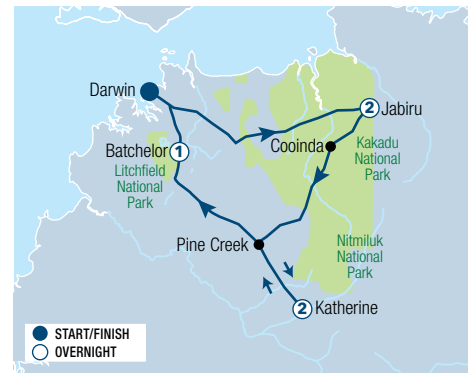 Darwin
2
Jabiru
Cooinda
Kakadu
National
Park
Batchelor
1
Litchfield
National
Park
Pine Creek
Nitmiluk
National
Park
2
Katherine
START/FINISH
OVERNIGHT